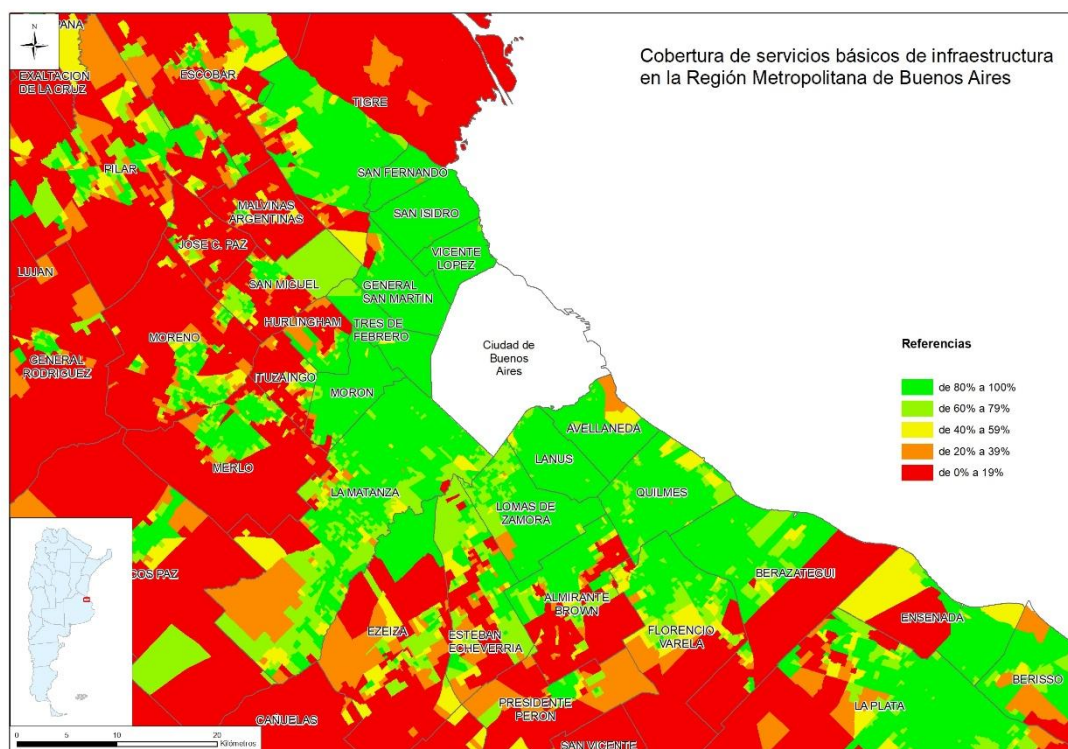 N
ANA
EXALTACION
DE LA CRUZ
ESCOBAR
TIGRE
Cobertura de servicios básicos de infraestructura
en la Región Metropolitana de Buenos Aires
PILAR
SAN FERNANDO
MALVINAS
ARGENTINAS
SAN ISIDRO
JOSE C. PAZ
VICENTE
LOPEZ
LUJAN
SAN MIGUEL
GENERAL
SAN MARTIN
HURLINGHAM
TRES DE
FEBRERO
MORENO
Ciudad de
Buenos
Aires
GENERAL
RODRIGUEZ
ITUZAINGO
MORON
Referencias
de 80% a 100%
de 60% a 79%
de 40% a 59%
de 20% a 39%
de 0% a 19%
AVELLANEDA
LANUS
MERLO
LA MATANZA
QUILMES
LOMAS DE
ZAMORA
COS PAZ
BERAZATEGUI
ALMIRANTE
BROWN
ENSENADA
EZEIZA
ESTEBAN
ECHEVERRIA
FLORENCIO
VARELA
BERISSO
PRESIDENTE
PERON
LA PLATA
CAÑUELAS
SAN VICENTE
0 5 10 20
Kilómetros